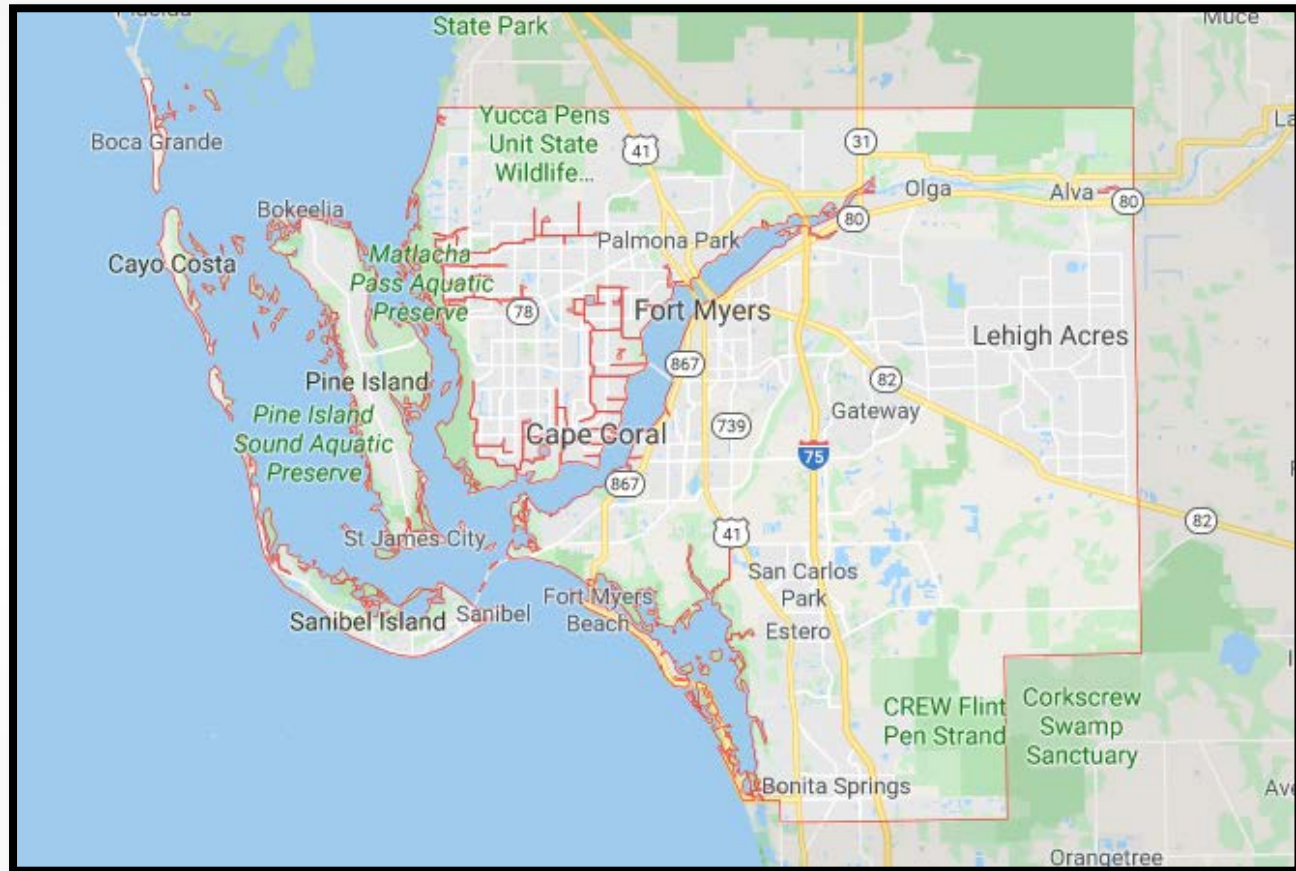 State Park
Muce
Yucca Pens
Unit State
Wildlife...
Boca Grande
41
31
La
Olga
Alva
80
80
Bokeelia
Palmona Park
Cayo Costa
Matlacha
Pass Aquatic
Preserve
78
Fort Myers
Lehigh Acres
867
82
Pine Island
Gateway
Pine Island
Sound Aquatic
Preserve
Cape Coral
739
75
867
82
41
St James City
San Carlos
Park
Fort Myers
Beach
Sanibel Island
Sanibel
Estero
CREW Flint
Pen Strand
Corkscrew
Swamp
Sanctuary
Bonita Springs
Ave
Orangetree